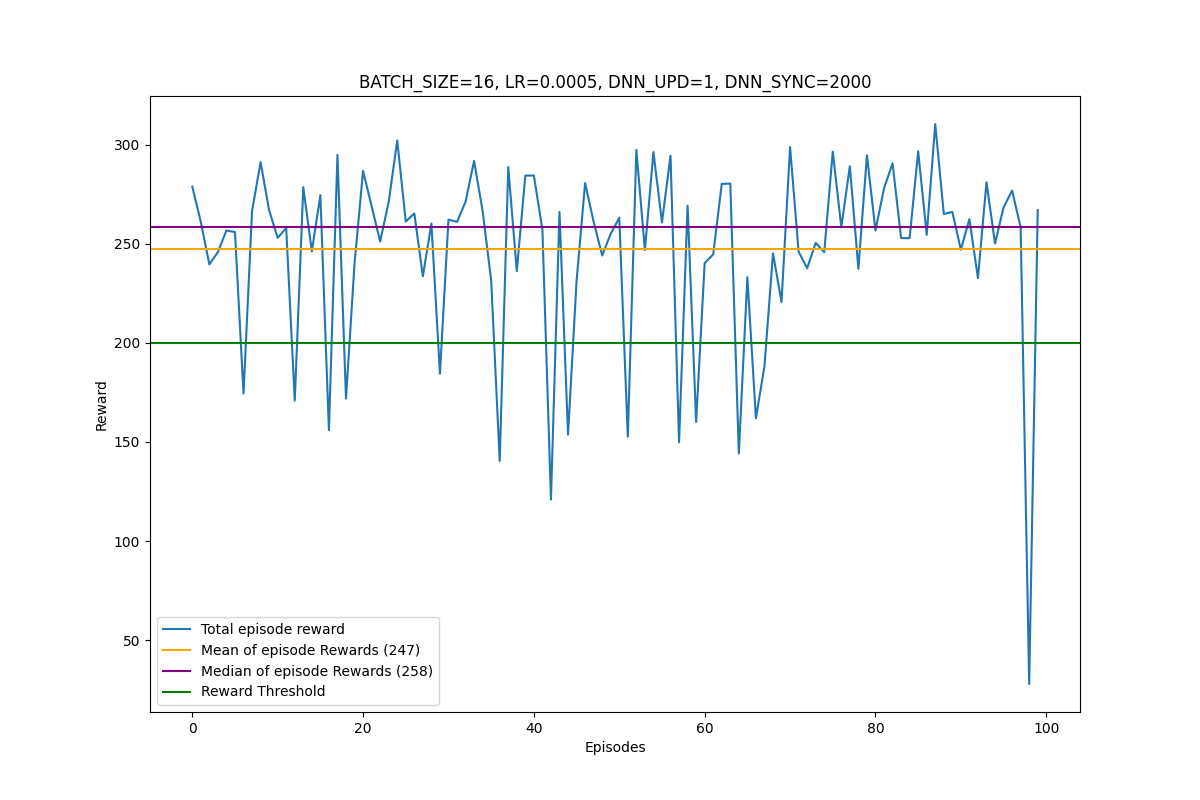 BATCH_SIZE=16, LR=0.0005, DNN_UPD=1, DNN_SYNC=2000
300
250
200
150
100
50
Reward
Total episode reward
Mean of episode Rewards (247)
Median of episode Rewards (258)
Reward Threshold
0 20 40 60 80 100
Episodes